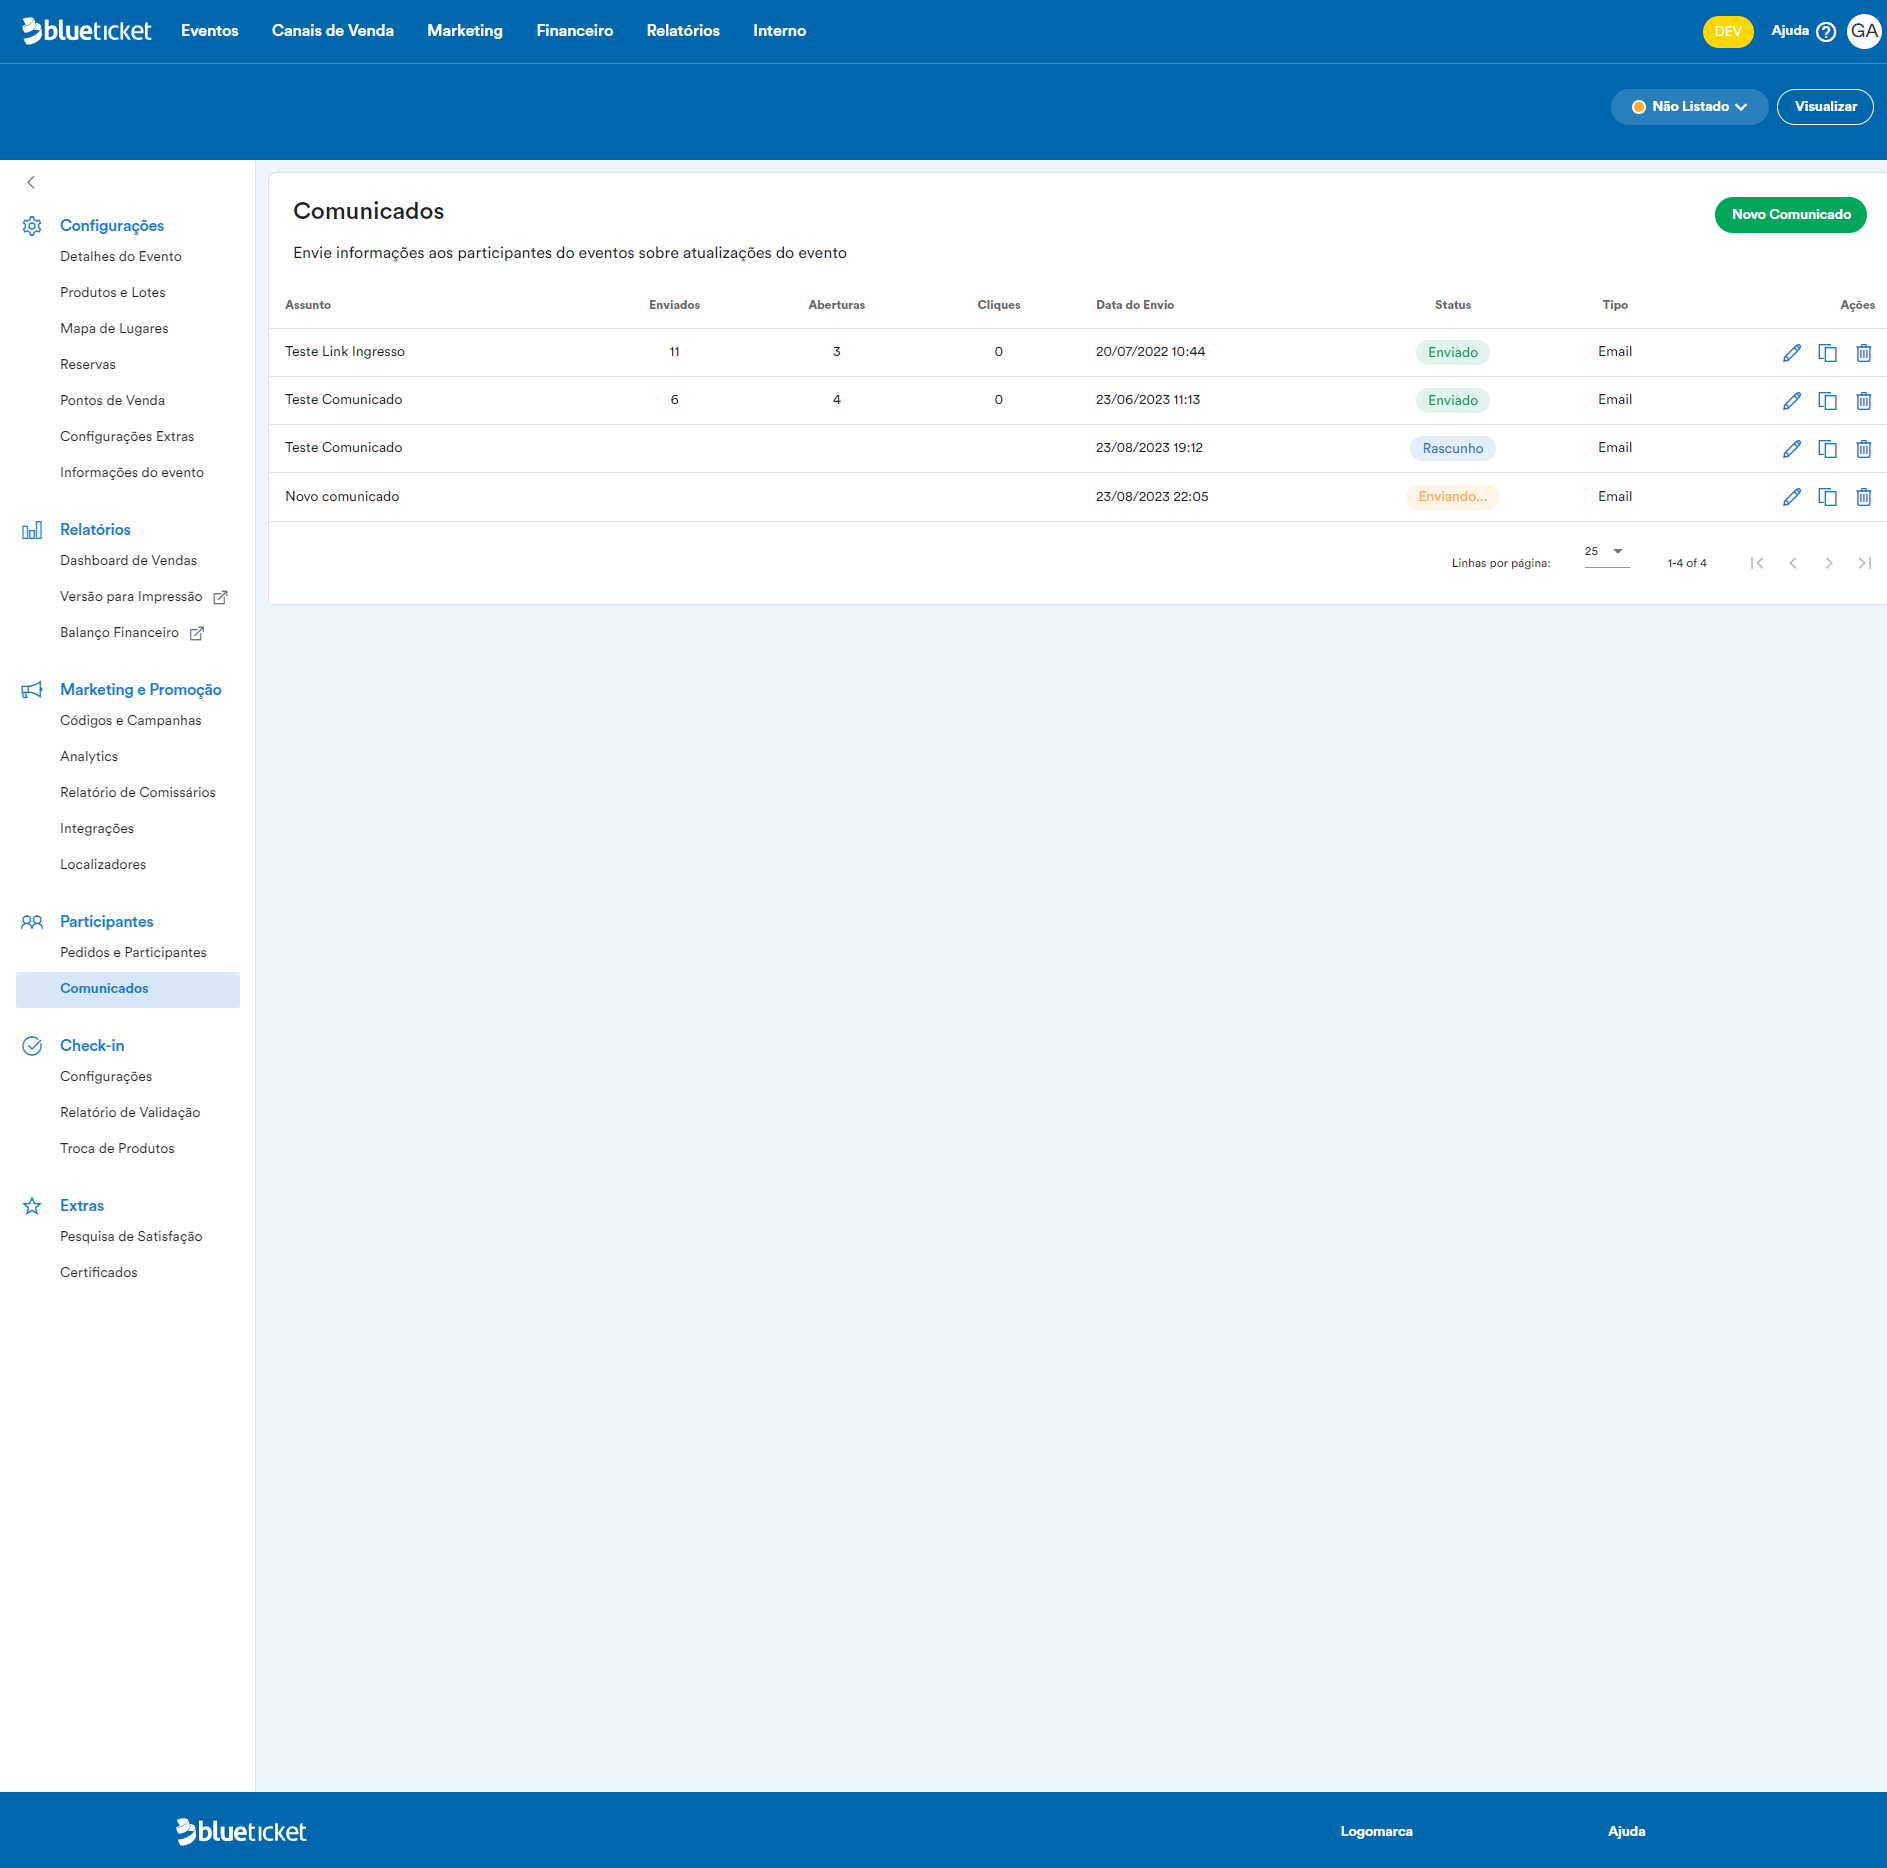 blueticket Eventos Canais de Venda Marketing Financeiro Relatórios Interno DEV Ajuda GA
Não Listado Visualizar
Configurações
Detalhes do Evento
Produtos e Lotes
Mapa de Lugares
Reservas
Pontos de Venda
Configurações Extras
Informações do evento
Relatórios
Dashboard de Vendas
Versão para Impressão
Balanço Financeiro
Marketing e Promoção
Códigos e Campanhas
Analytics
Relatório de Comissários
Integrações
Localizadores
Participantes
Pedidos e Participantes
Comunicados
Check-in
Configurações
Relatório de Validação
Troca de Produtos
Extras
Pesquisa de Satisfação
Certificados
Comunicados
Novo Comunicado
Envie informações aos participantes do eventos sobre atualizações do evento
Assunto Enviados Aberturas Cliques Data do Envio Status Tipo Ações
Teste Link Ingresso 11 3 0 20/07/2022 10:44 Enviado Email
Teste Comunicado 6 4 0 23/06/2023 11:13 Enviado Email
Teste Comunicado 23/08/2023 19:12 Rascunho Email
Novo comunicado 23/08/2023 22:05 Enviando... Email
Linhas por página: 25 1-4 of 4
blueticket Logomarca Ajuda